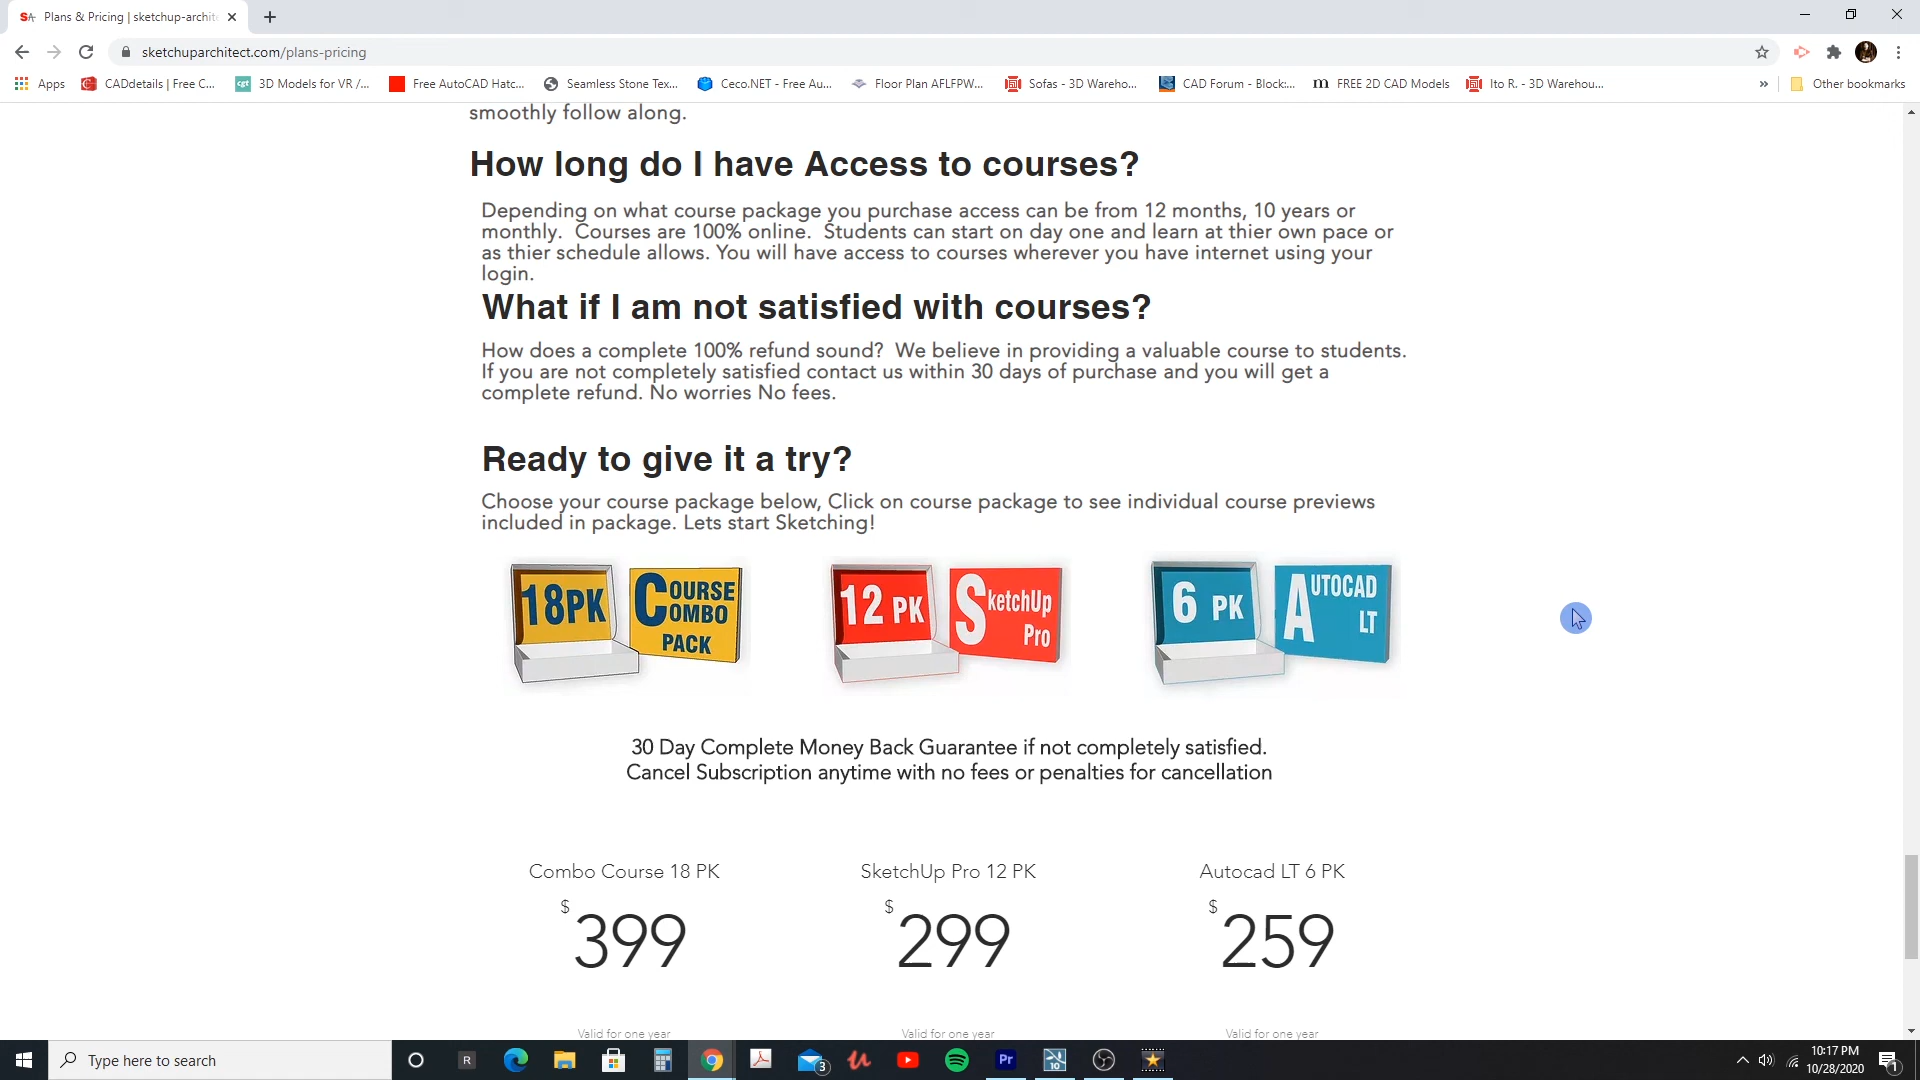 Plans & Pricing | sketchup-archite
sketchuparchitect.com/plans-pricing
Apps
CADdetails | Free C...
cgt
3D Models for VR /...
Free AutoCAD Hatc...
Seamless Stone Tex...
Ceco.NET - Free Au...
Floor Plan AFLFPW...
Sofas - 3D Wareho...
CAD Forum - Block:...
m
FREE 2D CAD Models
Ito R. - 3D Warehou...
»
Other bookmarks
smoothly follow along.
How long do I have Access to courses?
Depending on what course package you purchase access can be from 12 months, 10 years or
monthly.  Courses are 100% online.  Students can start on day one and learn at thier own pace or
as thier schedule allows. You will have access to courses wherever you have internet using your
login.
What if I am not satisfied with courses?
How does a complete 100% refund sound?  We believe in providing a valuable course to students.
If you are not completely satisfied contact us within 30 days of purchase and you will get a
complete refund. No worries No fees.
Ready to give it a try?
Choose your course package below, Click on course package to see individual course previews
included in package. Lets start Sketching!
18PK
COURSE
COMBO
PACK
12 PK
SketchUp
Pro
6 PK
AUTOCAD
LT
30 Day Complete Money Back Guarantee if not completely satisfied.
Cancel Subscription anytime with no fees or penalties for cancellation
Combo Course 18 PK
SketchUp Pro 12 PK
Autocad LT 6 PK
$ 399
$ 299
$ 259
Valid for one year
Valid for one year
Valid for one year
Type here to search
R
3
Pr
10
10:17 PM
10/28/2020
1